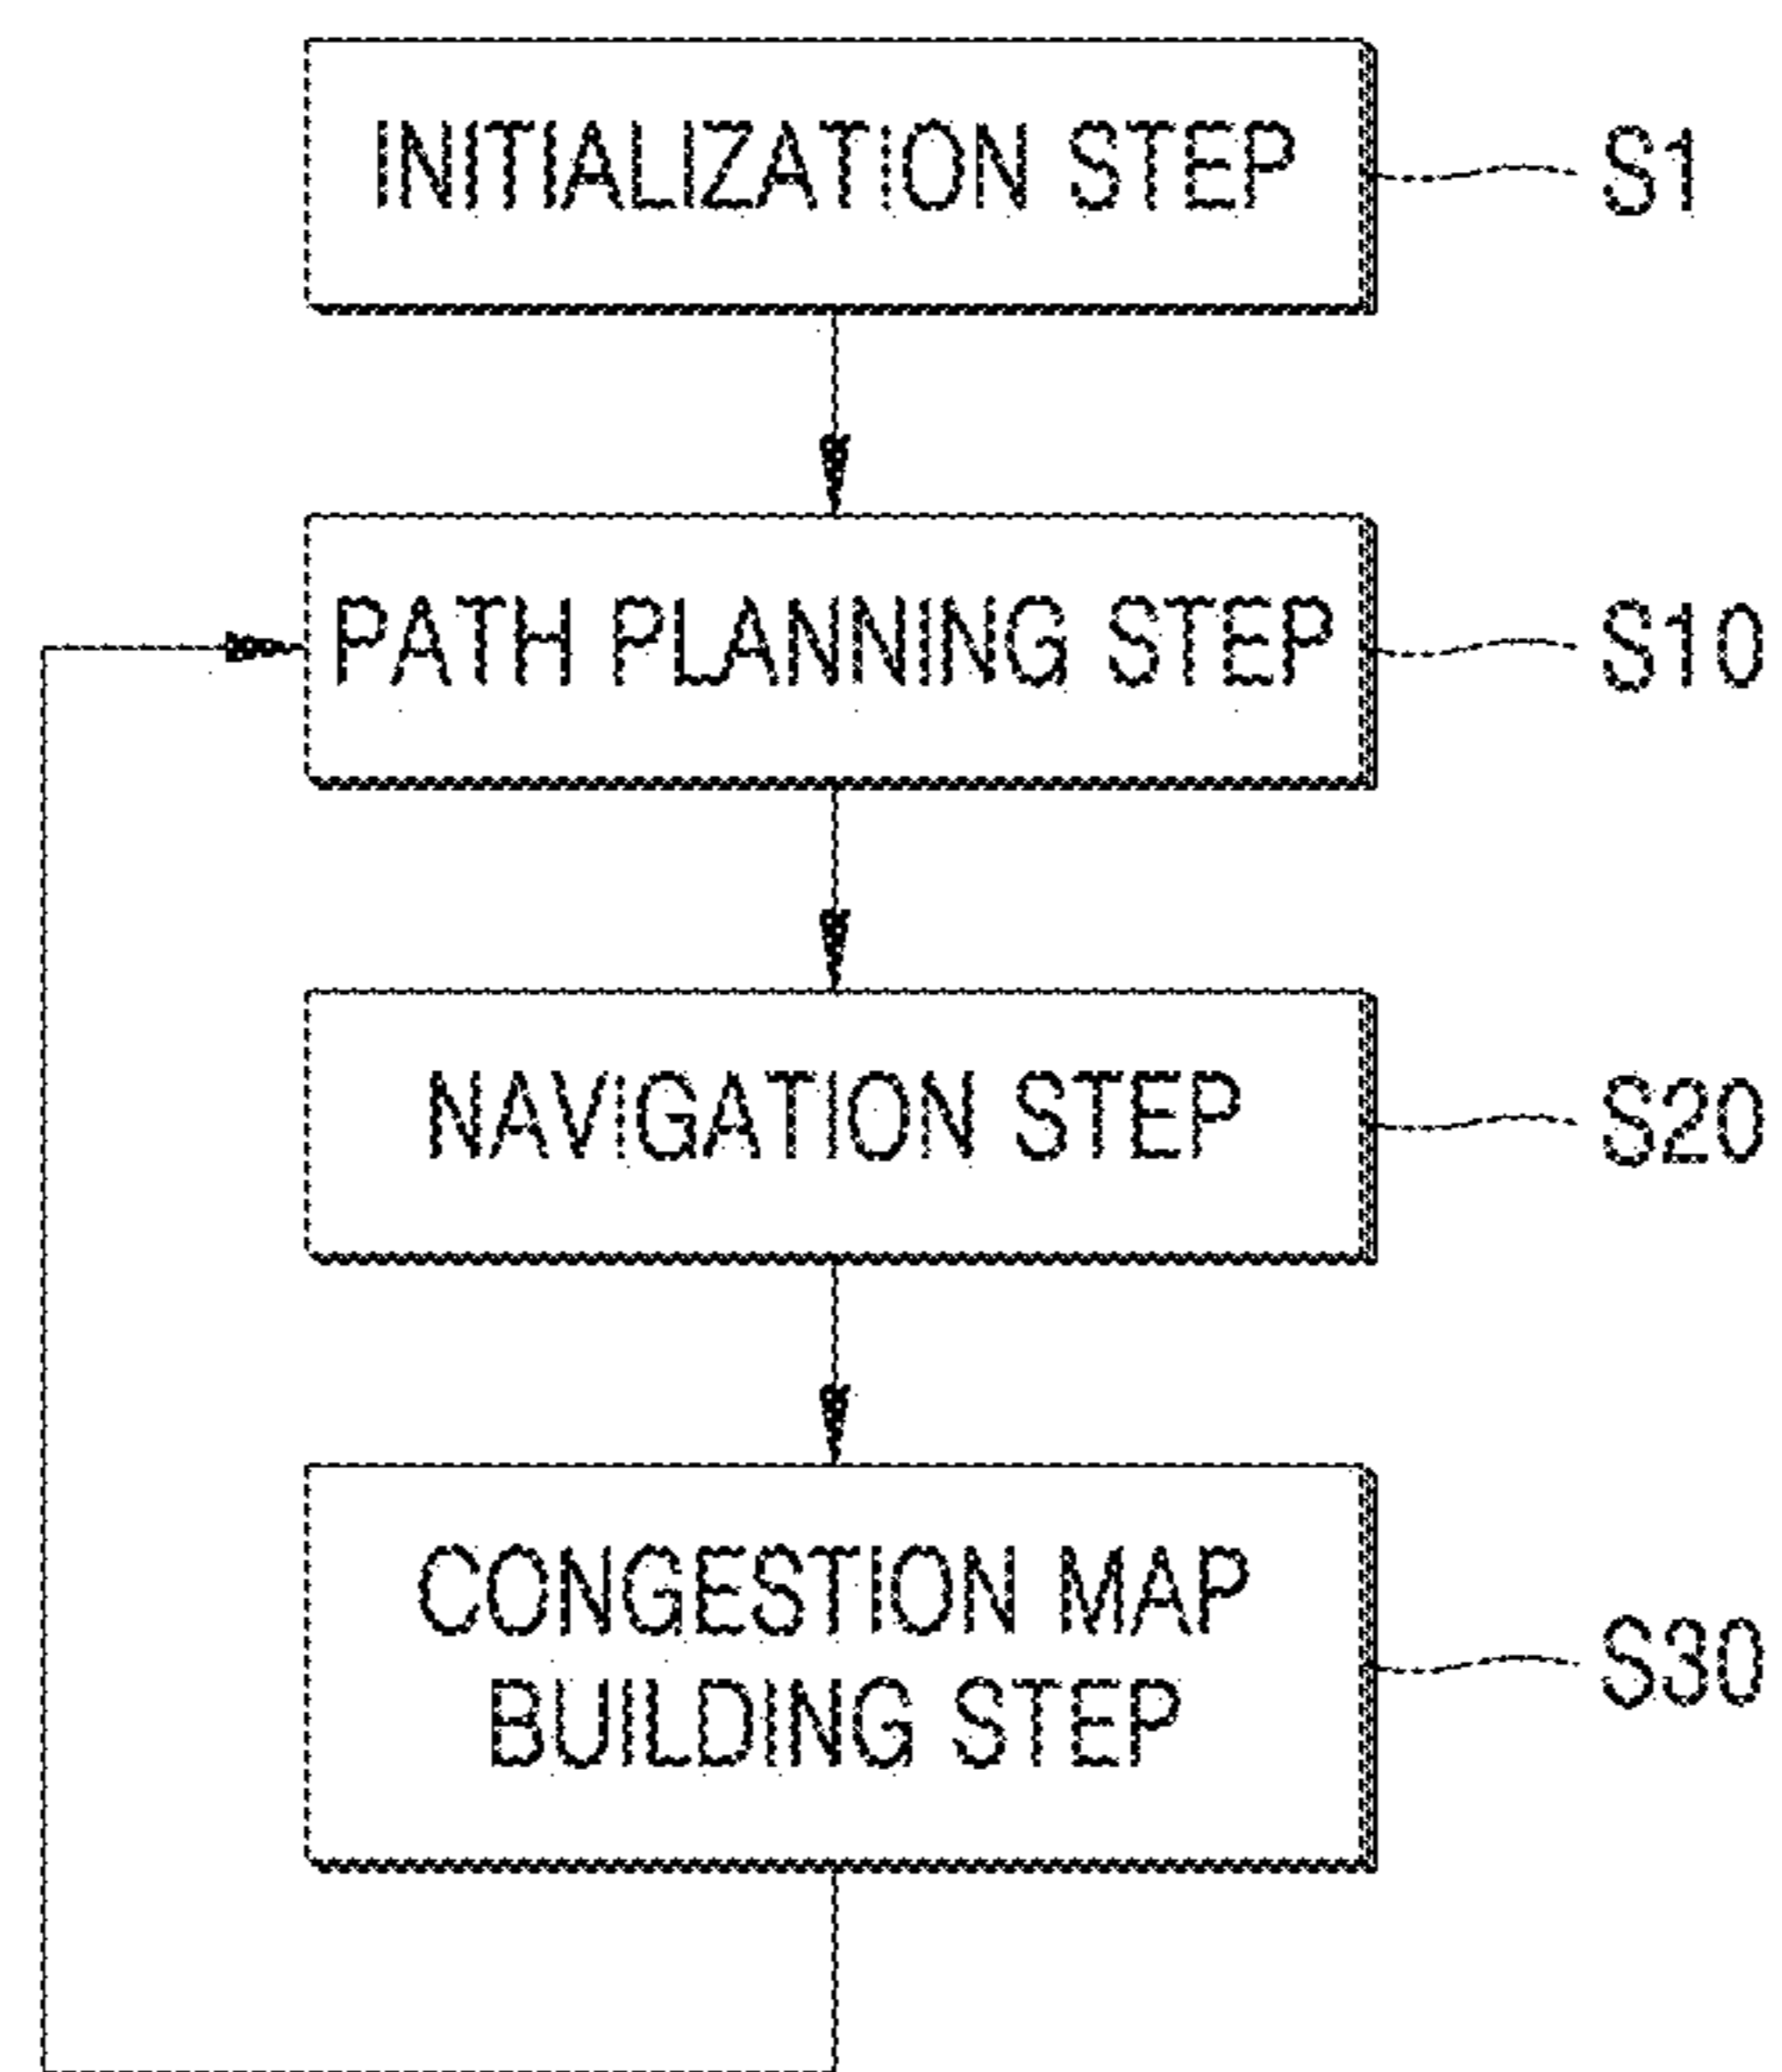 INITIALIZATION STEP
S1
PATH PLANNING STEP
S10
NAVIGATION STEP
S20
CONGESTION MAP
BUILDING STEP
S30